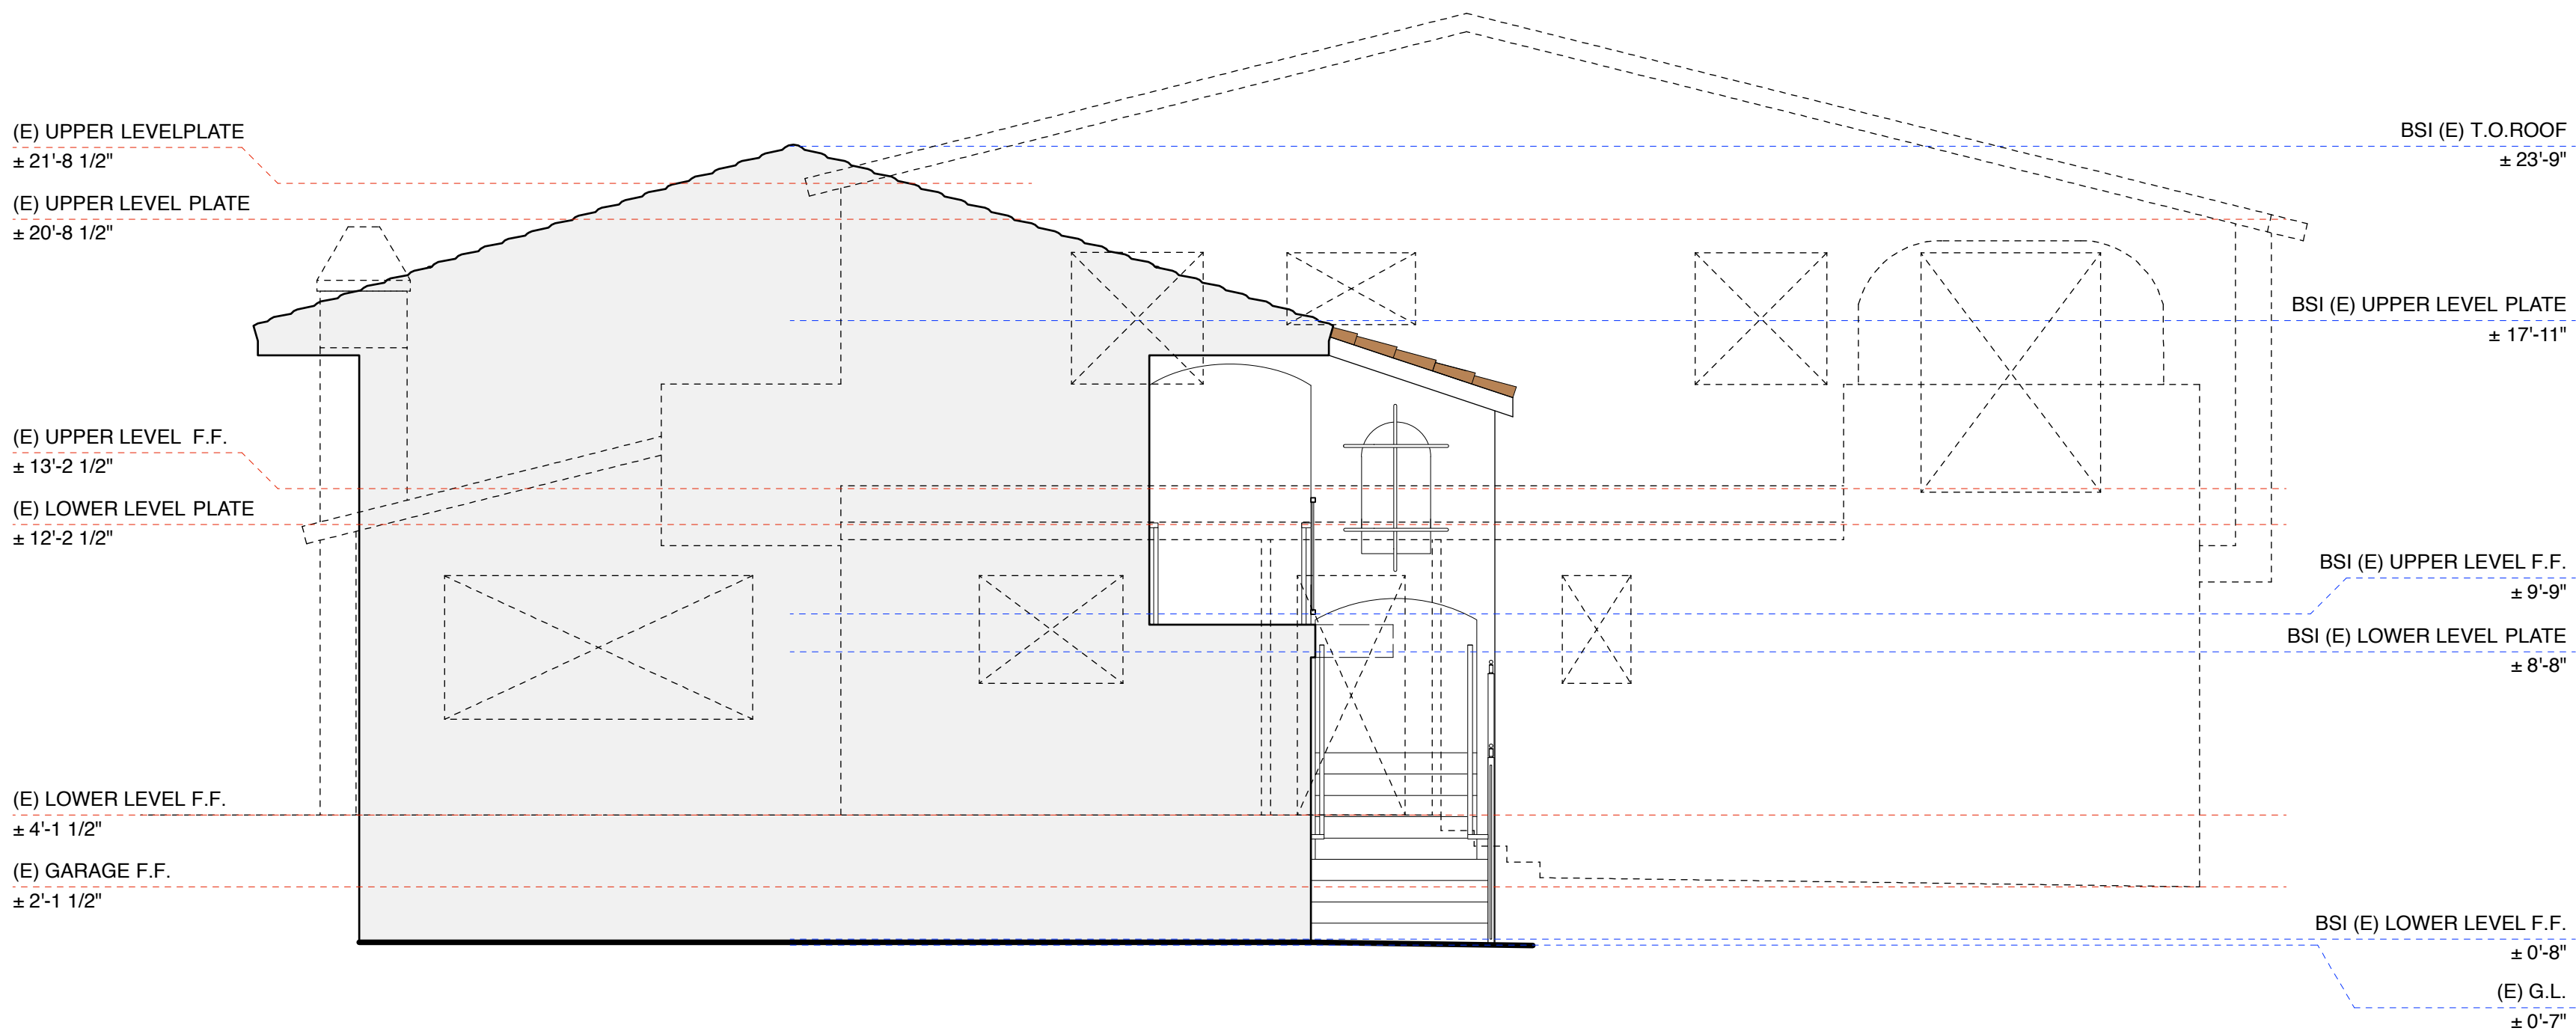 (E) UPPER LEVELPLATE
± 21'-8 1/2"
(E) UPPER LEVEL PLATE
± 20'-8 1/2"
(E) UPPER LEVEL  F.F.
± 13'-2 1/2"
(E) LOWER LEVEL PLATE
± 12'-2 1/2"
(E) LOWER LEVEL F.F.
± 4'-1 1/2"
(E) GARAGE F.F.
± 2'-1 1/2"
BSI (E) T.O.ROOF
± 23'-9"
BSI (E) UPPER LEVEL PLATE
± 17'-11"
BSI (E) UPPER LEVEL F.F.
± 9'-9"
BSI (E) LOWER LEVEL PLATE
± 8'-8"
BSI (E) LOWER LEVEL F.F.
± 0'-8"
(E) G.L.
± 0'-7"